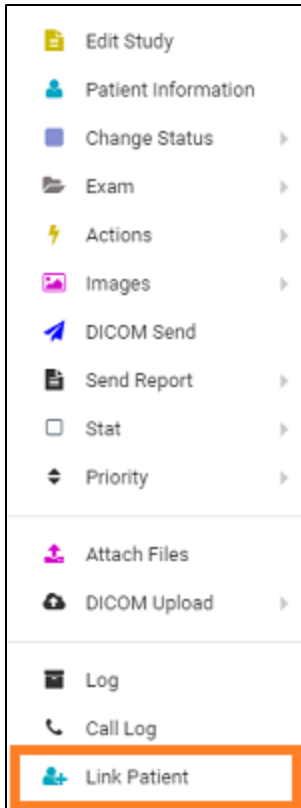 Edit Study
Patient Information
Change Status
Exam
Actions
Images
DICOM Send
Send Report
Stat
Priority
Attach Files
DICOM Upload
Log
Call Log
Link Patient